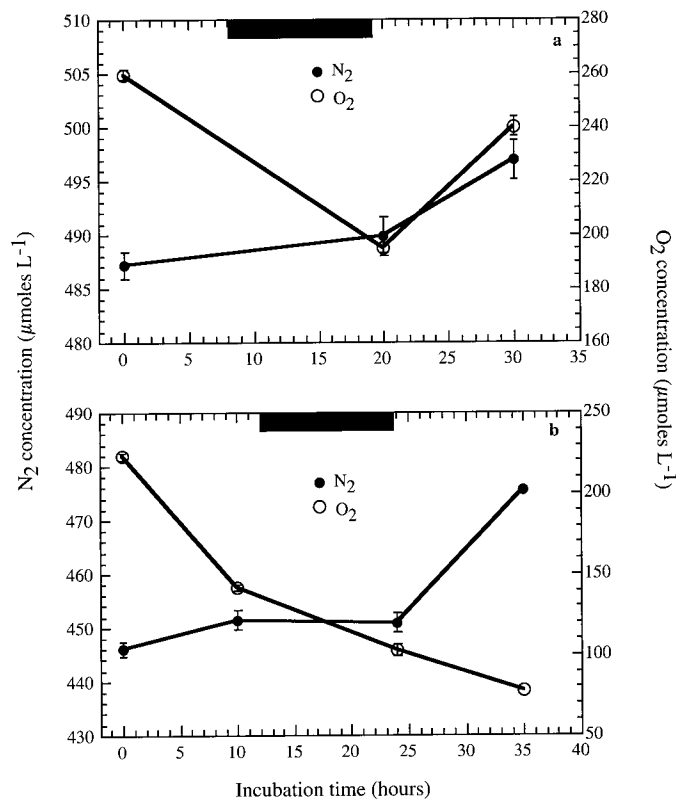 510
505
500
495
490
485
480
280
260
240
220
200
180
160
a
N2
O2
0 5 10 15 20 25 30 35
490
480
470
460
450
440
430
250
200
150
100
50
b
N2
O2
0 5 10 15 20 25 30 35 40
N2 concentration (μmoles L-1)
O2 concentration (μmoles L-1)
Incubation time (hours)